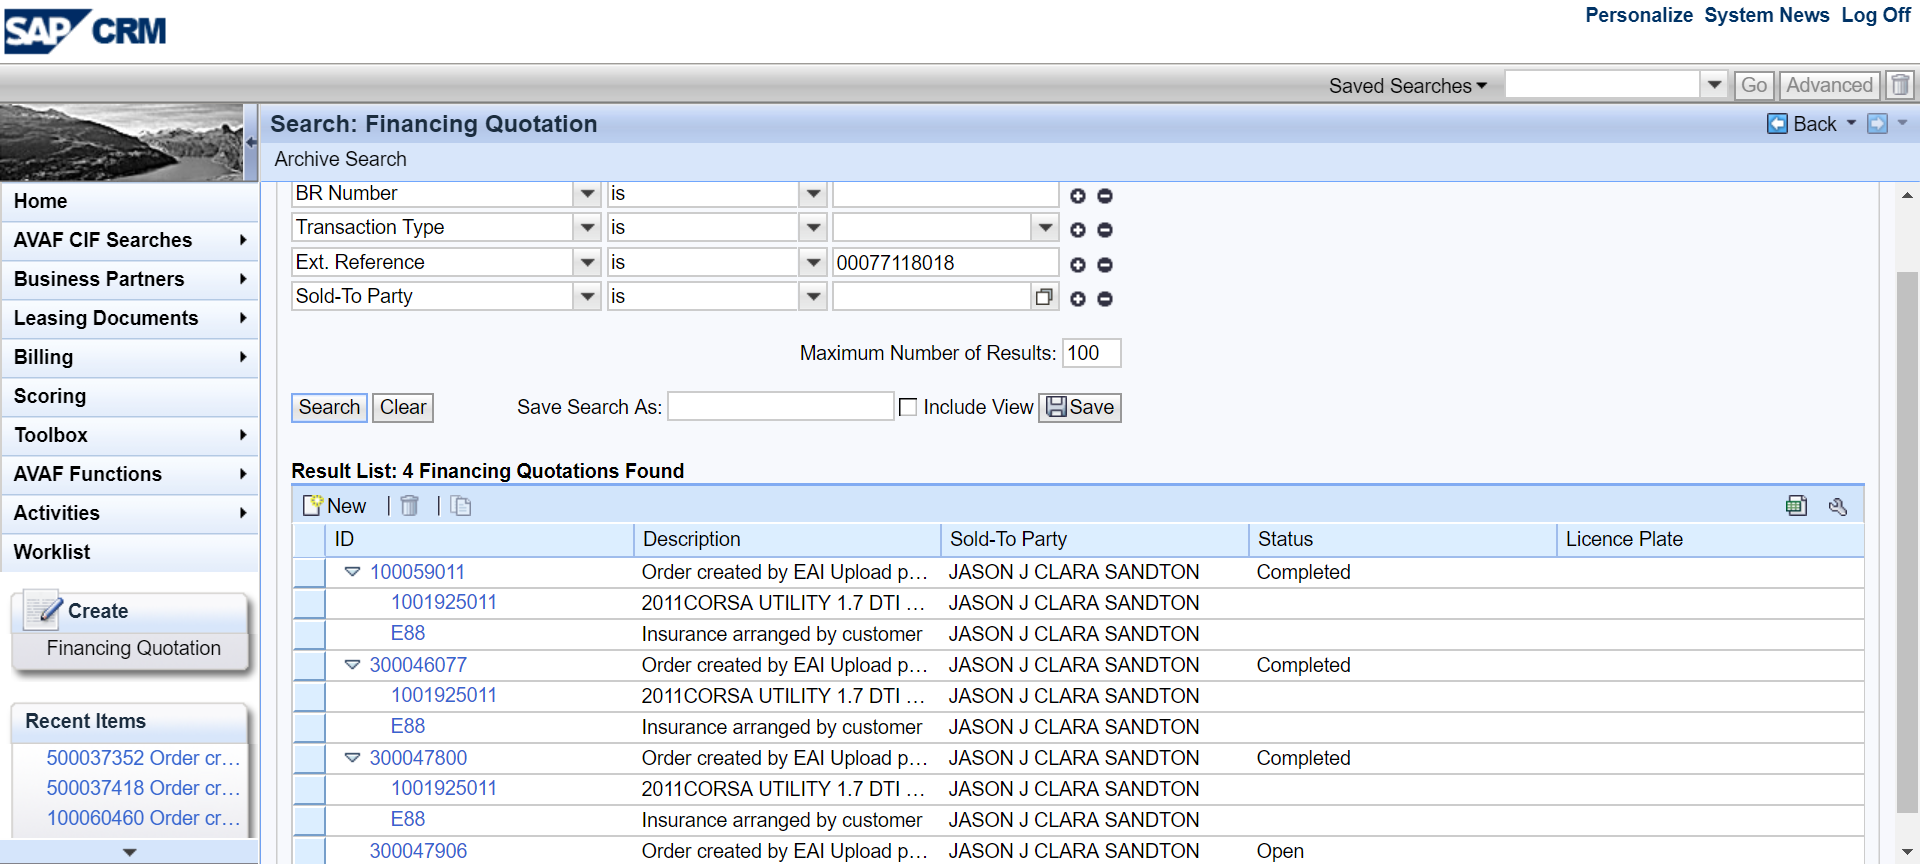 SAP CRM
Personalize System News Log Off
Saved Searches Go Advanced
Search: Financing Quotation Back
Archive Search
Home
AVAF CIF Searches
Business Partners
Leasing Documents
Billing
Scoring
Toolbox
AVAF Functions
Activities
Worklist
Create
Financing Quotation
Recent Items
500037352 Order cr...
500037418 Order cr...
100060460 Order cr...
BR Number is
Transaction Type is
Ext. Reference is 00077118018
Sold-To Party is
Maximum Number of Results: 100
Search Clear Save Search As: Include View Save
Result List: 4 Financing Quotations Found
New
ID Description Sold-To Party Status Licence Plate
100059011 Order created by EAI Upload p... JASON J CLARA SANDTON Completed
1001925011 2011CORSA UTILITY 1.7 DTI ... JASON J CLARA SANDTON
E88 Insurance arranged by customer JASON J CLARA SANDTON
300046077 Order created by EAI Upload p... JASON J CLARA SANDTON Completed
1001925011 2011CORSA UTILITY 1.7 DTI ... JASON J CLARA SANDTON
E88 Insurance arranged by customer JASON J CLARA SANDTON
300047800 Order created by EAI Upload p... JASON J CLARA SANDTON Completed
1001925011 2011CORSA UTILITY 1.7 DTI ... JASON J CLARA SANDTON
E88 Insurance arranged by customer JASON J CLARA SANDTON
300047906 Order created by EAI Upload p... JASON J CLARA SANDTON Open